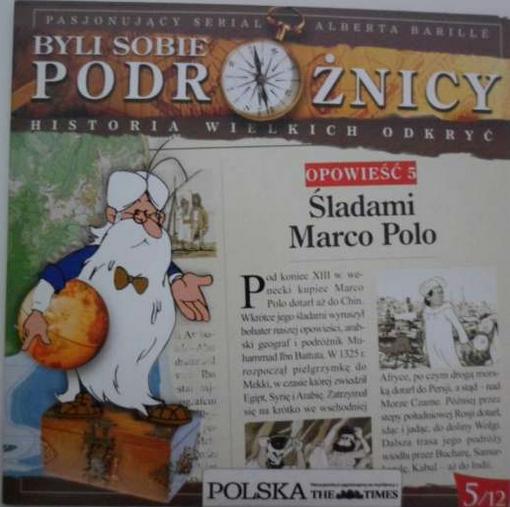 PASJONUJĄCY SERIAL ALBERTA BARILLÉ
BYLI SOBIE
PODRÓŻNICY
HISTORIA WIELKICH ODKRYĆ
OPOWIEŚĆ 5
Śladami
Marco Polo
Pod koniec XIII w. we-
necki kupiec Marco
Polo dotarł aż do Chin.
Wkrótce jego śladami wyruszył
bohater naszej opowieści, arab-
ski geograf i podróżnik Mu-
hammad Ibn Battuta. W 1325 r.
rozpoczął pielgrzymkę do
Mekki, w czasie której zwiedził
Egipt, Syrię i Arabię. Zatrzymał
się na krótko we wschodniej
Afryce, po czym drogą mors-
ką dotarł do Persji, a stąd - nad
Morze Czarne. Później przez
stepy południowej Rosji dotarł,
idąc i jadąc, do doliny Wołgi.
Dalsza trasa jego podróży
wiodła przez Bucharę, Samar-
kandę, Kabul - aż do Indii.
POLSKA THE TIMES
5/12